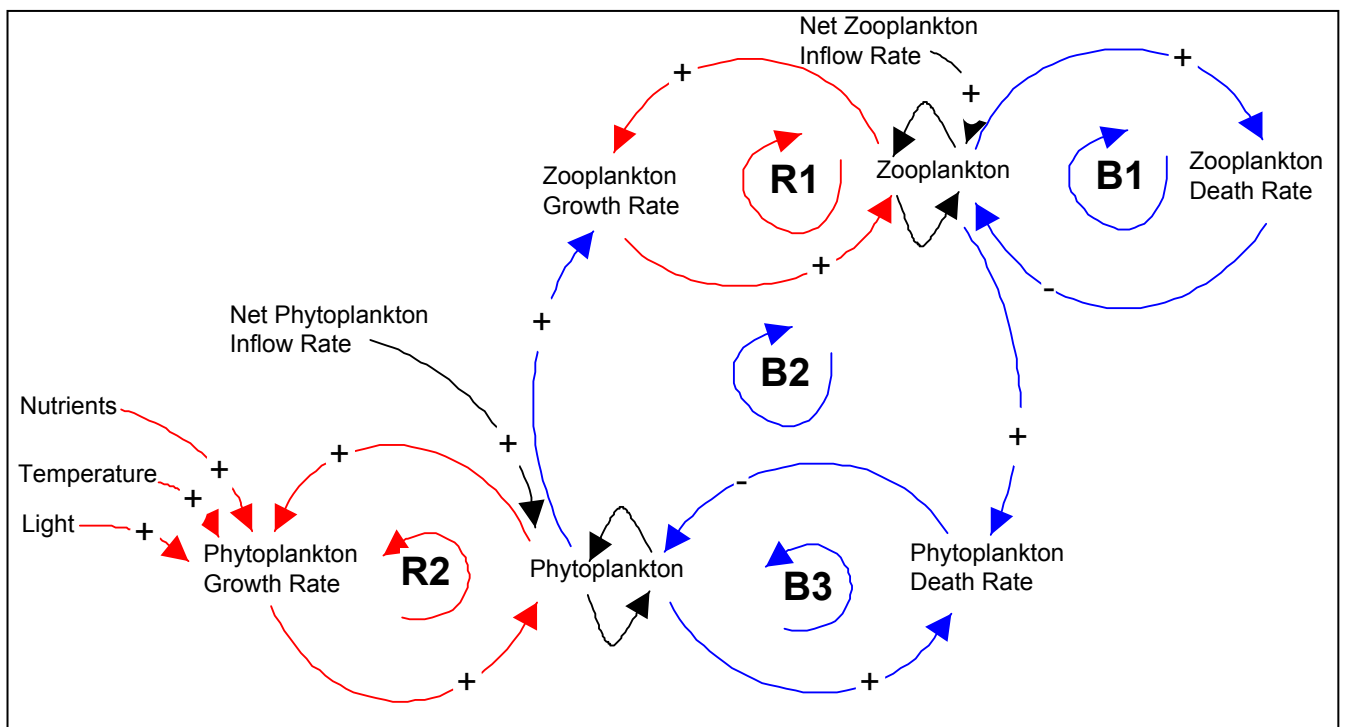 Net Zooplankton
Inflow Rate
+
+
+
Zooplankton
Growth Rate
R1
Zooplankton
B1
Zooplankton
Death Rate
+
-
Net Phytoplankton
Inflow Rate
+
B2
Nutrients
+
+
+
+
Temperature
+
-
Light
+
Phytoplankton
Growth Rate
R2
Phytoplankton
B3
Phytoplankton
Death Rate
+
+